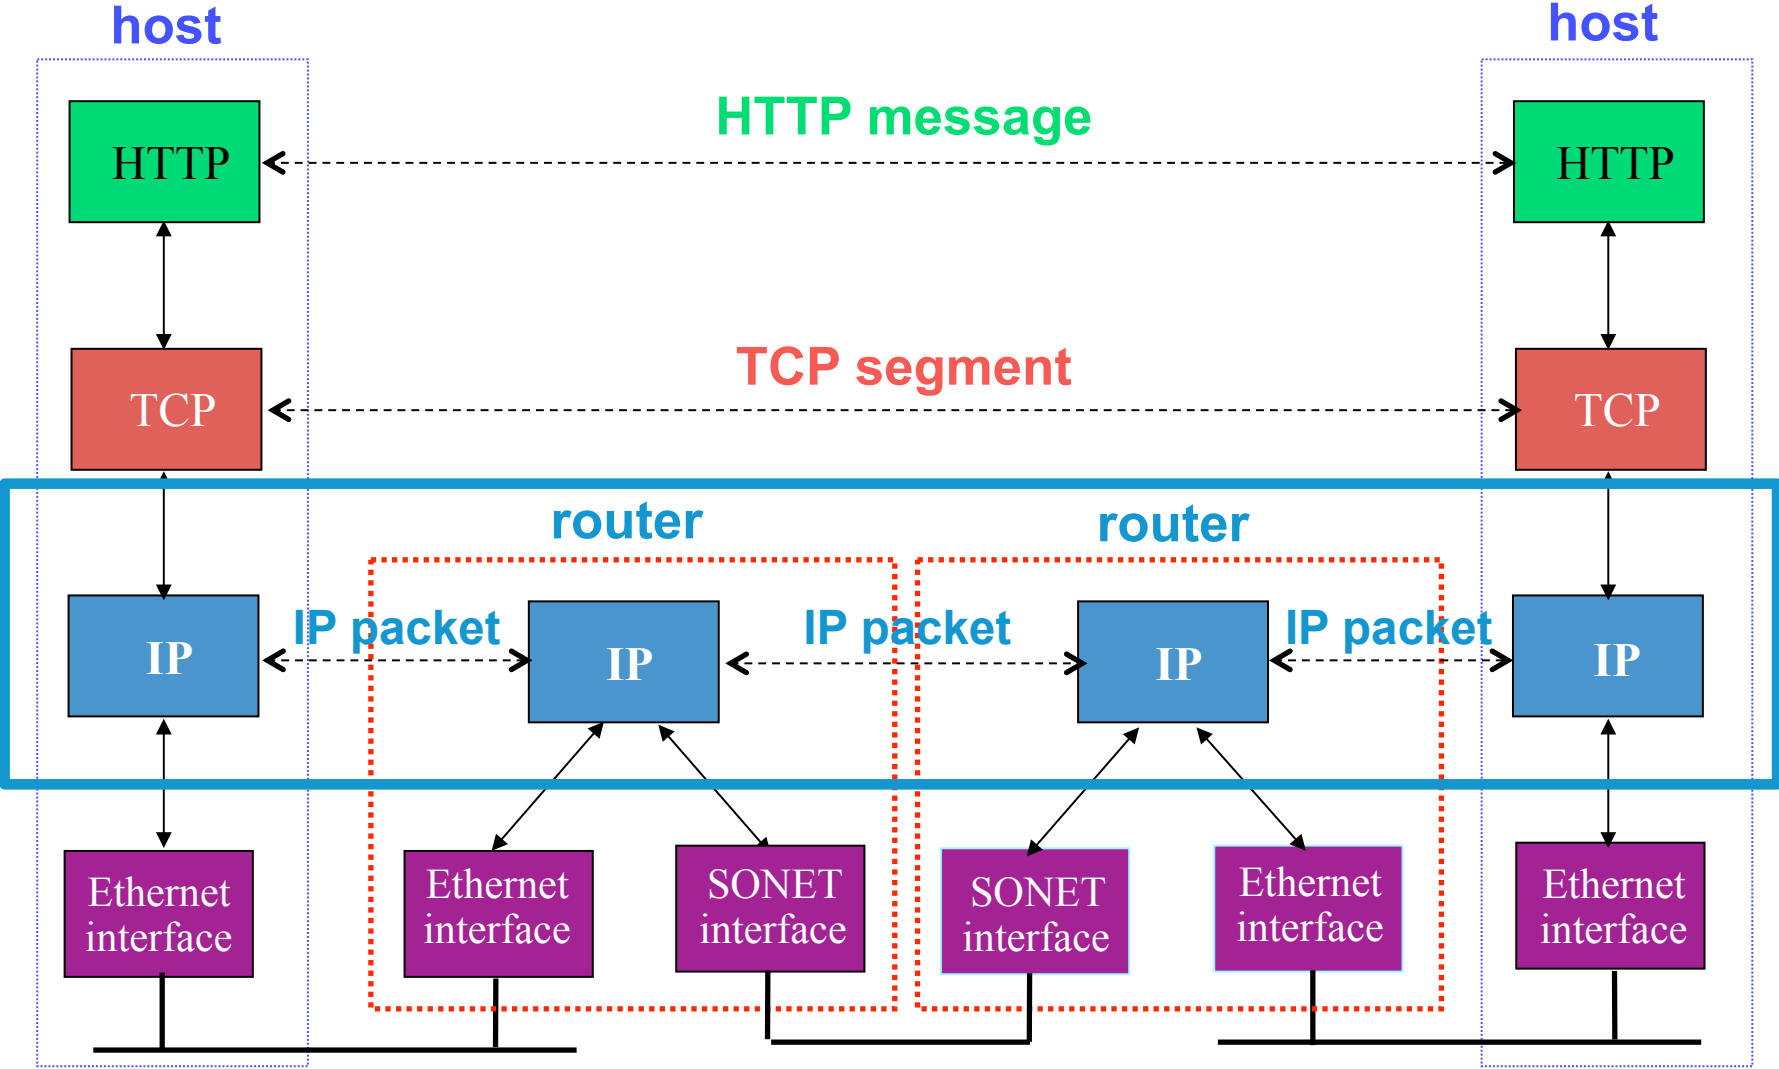 host
host
HTTP message
HTTP
HTTP
TCP segment
TCP
TCP
router
router
IP packet
IP packet
IP packet
IP
IP
IP
IP
Ethernet
interface
Ethernet
interface
SONET
interface
SONET
interface
Ethernet
interface
Ethernet
interface